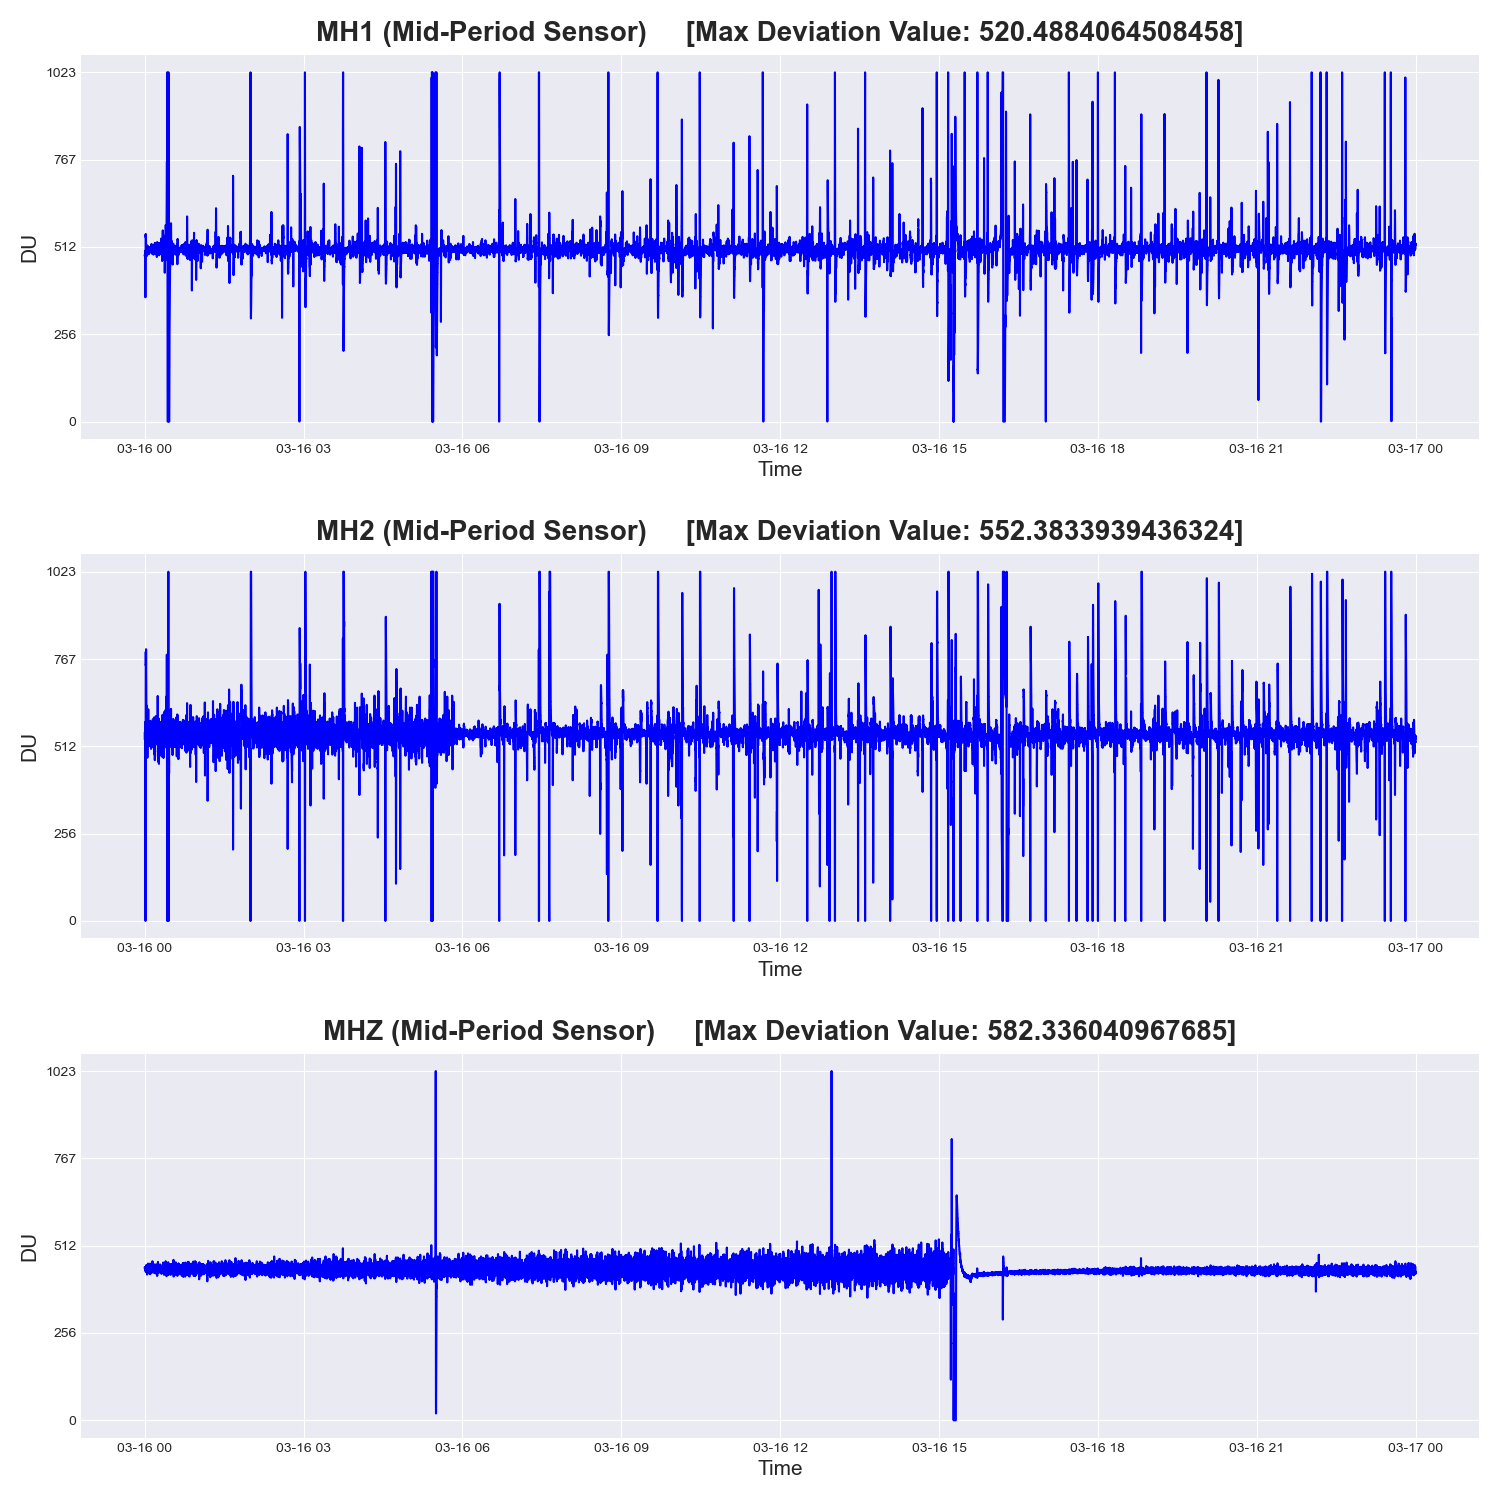 MH1 (Mid-Period Sensor)     [Max Deviation Value: 520.4884064508458]
1023
767
512
256
0
DU
03-16 00 03-16 03 03-16 06 03-16 09 03-16 12 03-16 15 03-16 18 03-16 21 03-17 00
Time
MH2 (Mid-Period Sensor)     [Max Deviation Value: 552.3833939436324]
1023
767
512
256
0
DU
03-16 00 03-16 03 03-16 06 03-16 09 03-16 12 03-16 15 03-16 18 03-16 21 03-17 00
Time
MHZ (Mid-Period Sensor)     [Max Deviation Value: 582.336040967685]
1023
767
512
256
0
DU
03-16 00 03-16 03 03-16 06 03-16 09 03-16 12 03-16 15 03-16 18 03-16 21 03-17 00
Time